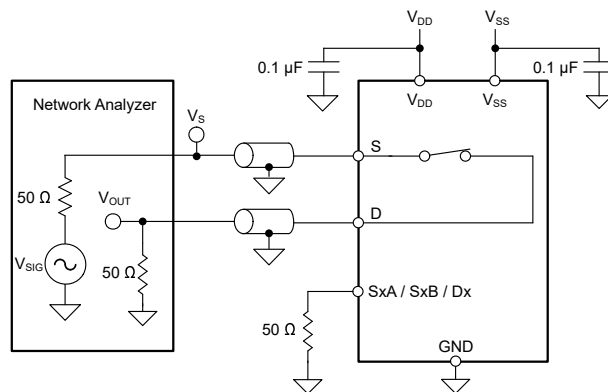 V_DD
V_SS
0.1 µF
0.1 µF
V_DD
V_SS
Network Analyzer
V_S
S
50 Ω
V_OUT
D
V_SIG
50 Ω
SxA / SxB / Dx
50 Ω
GND